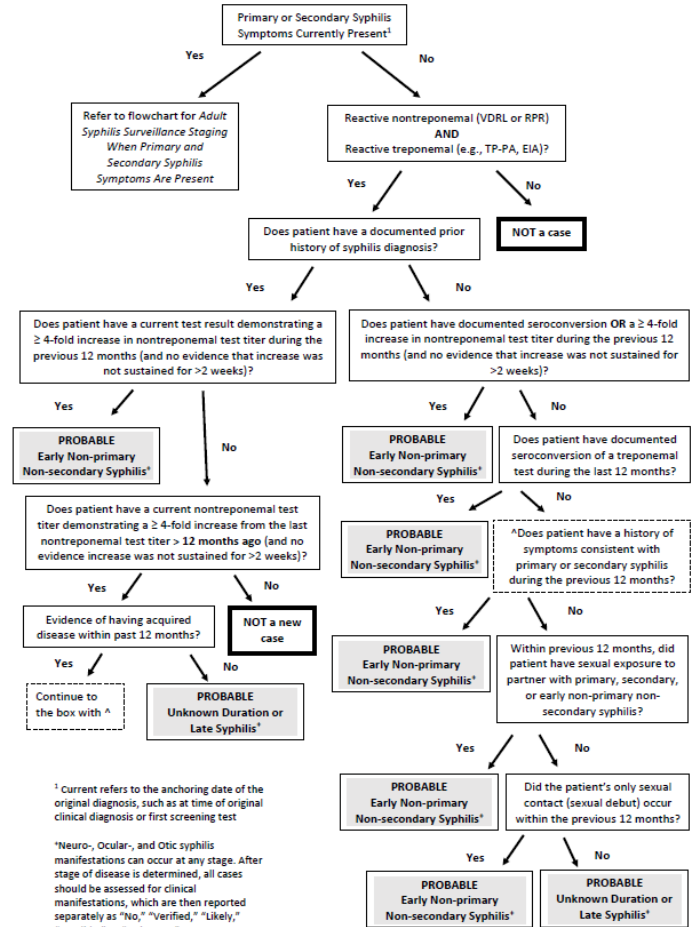 Primary or Secondary Syphilis
Symptoms Currently Present¹
Yes
No
Refer to flowchart for Adult
Syphilis Surveillance Staging
When Primary and
Secondary Syphilis
Symptoms Are Present
Reactive nontreponemal (VDRL or RPR)
AND
Reactive treponemal (e.g., TP-PA, EIA)?
Yes
No
Does patient have a documented prior
history of syphilis diagnosis?
NOT a case
Yes
No
Does patient have a current test result demonstrating a
≥ 4-fold increase in nontreponemal test titer during the
previous 12 months (and no evidence that increase was
not sustained for >2 weeks)?
Does patient have documented seroconversion OR a ≥ 4-fold
increase in nontreponemal test titer during the previous 12
months (and no evidence that increase was not sustained for
>2 weeks)?
Yes
No
Yes
No
PROBABLE
Early Non-primary
Non-secondary Syphilis*
PROBABLE
Early Non-primary
Non-secondary Syphilis*
Does patient have documented
seroconversion of a treponemal
test during the last 12 months?
Does patient have a current nontreponemal test
titer demonstrating a ≥ 4-fold increase from the last
nontreponemal test titer > 12 months ago (and no
evidence increase was not sustained for >2 weeks)?
Yes
No
PROBABLE
Early Non-primary
Non-secondary Syphilis*
^Does patient have a history of
symptoms consistent with
primary or secondary syphilis
during the previous 12 months?
Yes
No
Evidence of having acquired
disease within past 12 months?
NOT a new
case
Yes
No
Yes
No
Continue to
the box with ^
PROBABLE
Unknown Duration or
Late Syphilis*
PROBABLE
Early Non-primary
Non-secondary Syphilis*
Within previous 12 months, did
patient have sexual exposure to
partner with primary, secondary,
or early non-primary non-
secondary syphilis?
Yes
No
PROBABLE
Early Non-primary
Non-secondary Syphilis*
Did the patient's only sexual
contact (sexual debut) occur
within the previous 12 months?
Yes
No
PROBABLE
Early Non-primary
Non-secondary Syphilis*
PROBABLE
Unknown Duration or
Late Syphilis*
¹ Current refers to the anchoring date of the
original diagnosis, such as at time of original
clinical diagnosis or first screening test
*Neuro-, Ocular-, and Otic syphilis
manifestations can occur at any stage. After
stage of disease is determined, all cases
should be assessed for clinical
manifestations, which are then reported
separately as "No," "Verified," "Likely,"